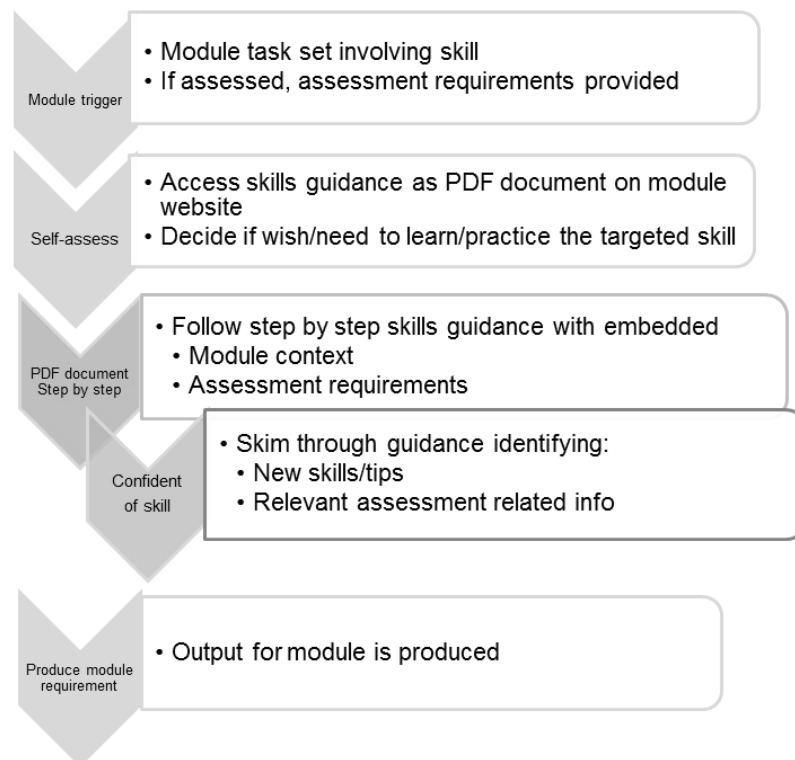 Module trigger
• Module task set involving skill
• If assessed, assessment requirements provided
Self-assess
• Access skills guidance as PDF document on module
website
• Decide if wish/need to learn/practice the targeted skill
PDF document
Step by step
• Follow step by step skills guidance with embedded
• Module context
• Assessment requirements
Confident
of skill
• Skim through guidance identifying:
• New skills/tips
• Relevant assessment related info
Produce module
requirement
• Output for module is produced